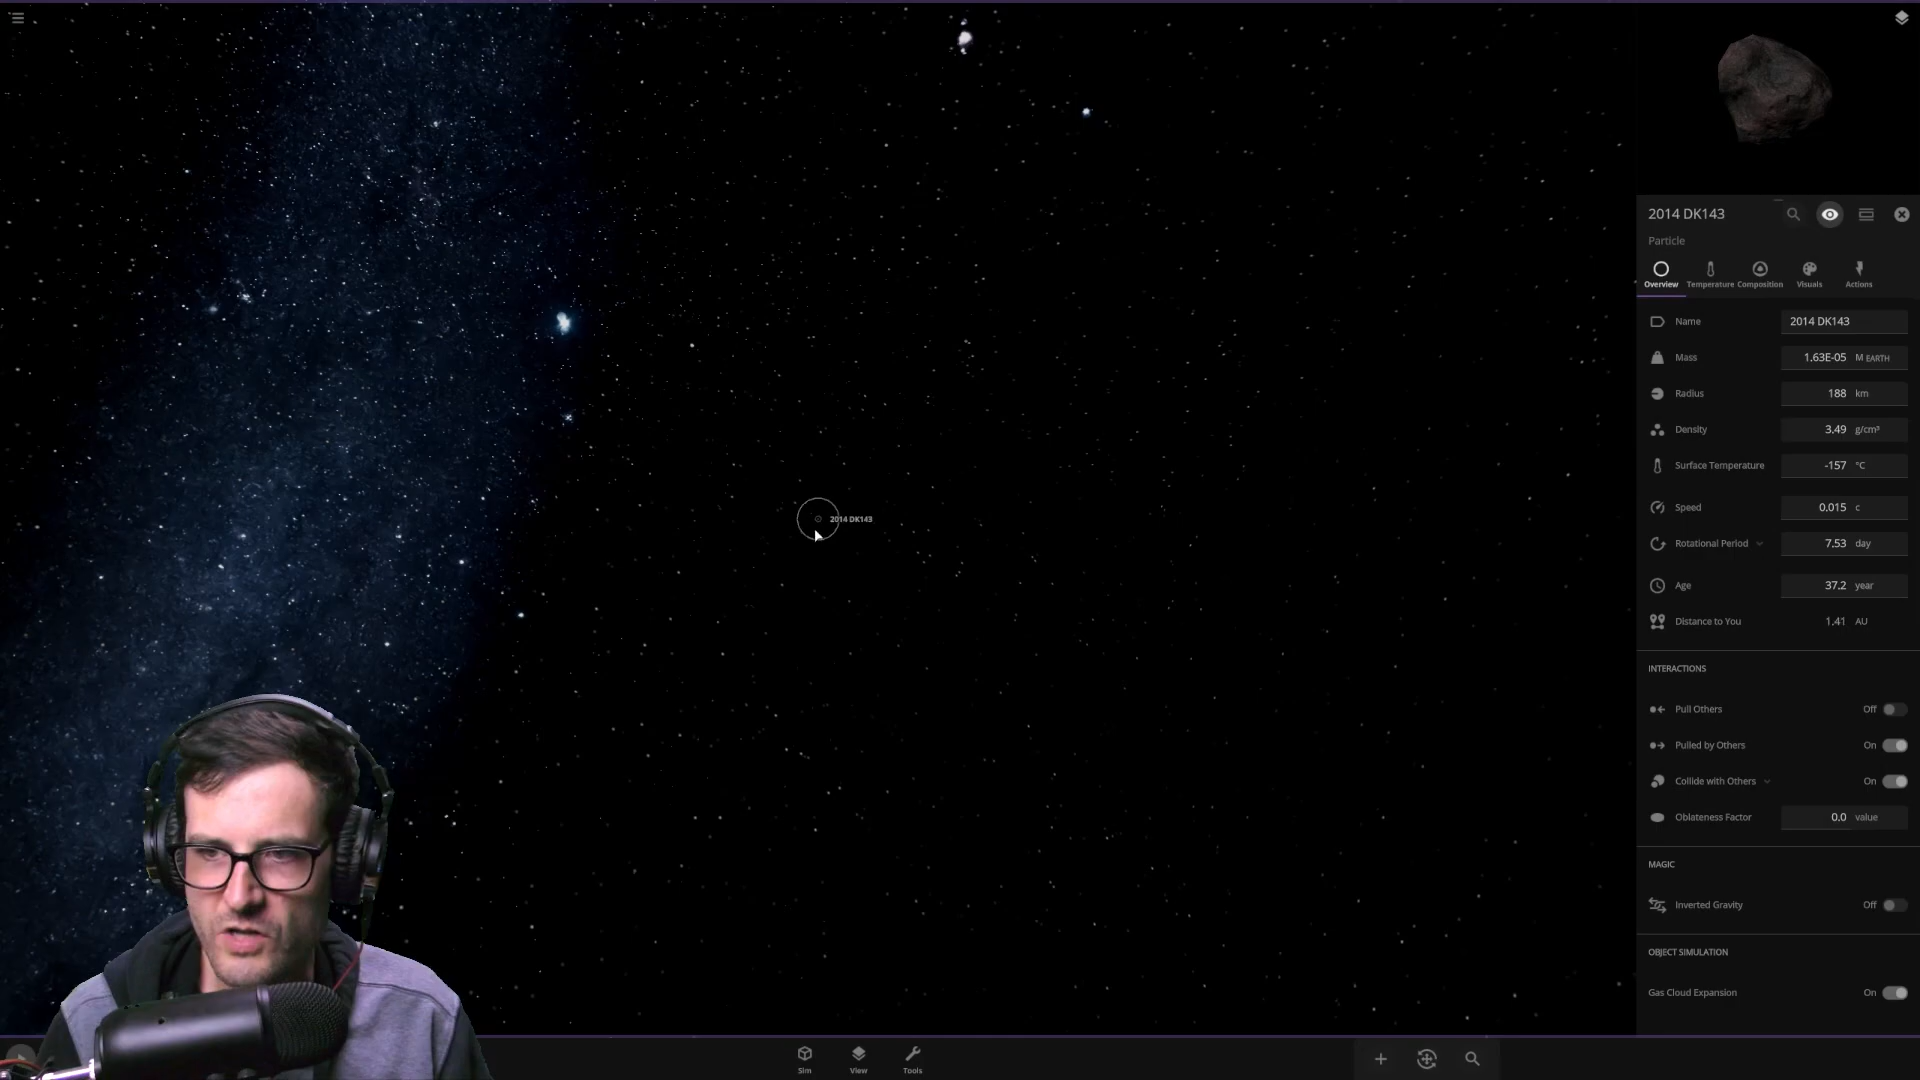 2014 DK143
2014 DK143
Particle
Overview Temperature Composition Visuals Actions
Name 2014 DK143
Mass 1.63E-05 M EARTH
Radius 188 km
Density 3.49 g/cm³
Surface Temperature -157 °C
Speed 0.015 c
Rotational Period 7.53 day
Age 37.2 year
Distance to You 1.41 AU
INTERACTIONS
Pull Others Off
Pulled by Others On
Collide with Others On
Oblateness Factor 0.0 value
MAGIC
Inverted Gravity Off
OBJECT SIMULATION
Gas Cloud Expansion On
Sim View Tools